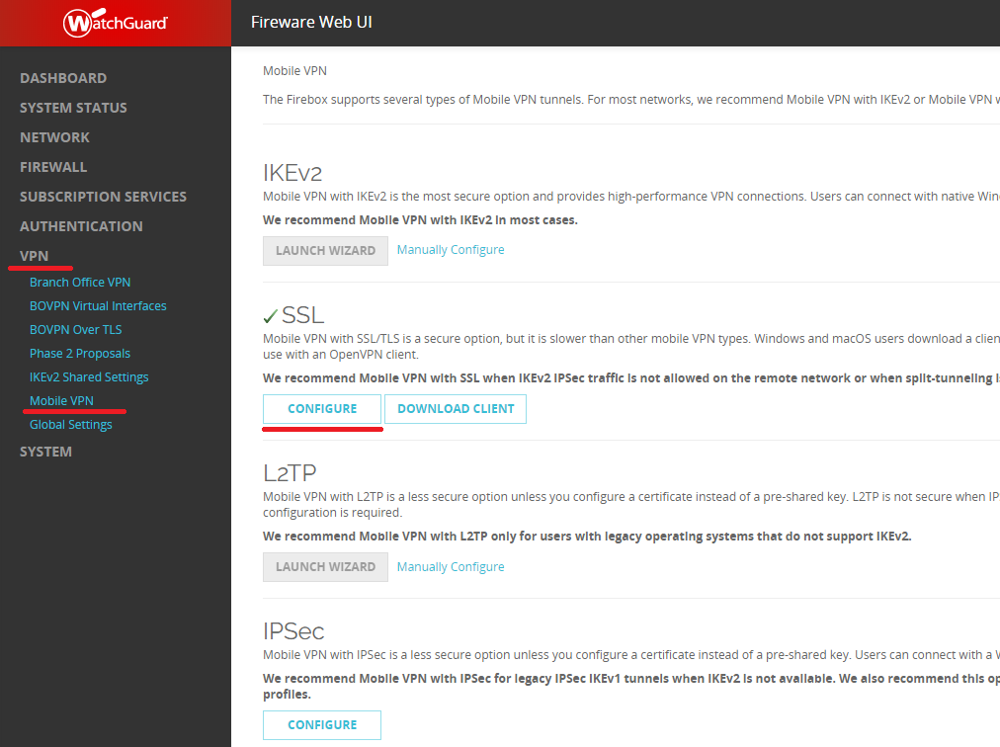 WatchGuard
Fireware Web UI
DASHBOARD
SYSTEM STATUS
NETWORK
FIREWALL
SUBSCRIPTION SERVICES
AUTHENTICATION
VPN
Branch Office VPN
BOVPN Virtual Interfaces
BOVPN Over TLS
Phase 2 Proposals
IKEv2 Shared Settings
Mobile VPN
Global Settings
SYSTEM
Mobile VPN
The Firebox supports several types of Mobile VPN tunnels. For most networks, we recommend Mobile VPN with IKEv2 or Mobile VPN
IKEv2
Mobile VPN with IKEv2 is the most secure option and provides high-performance VPN connections. Users can connect with native
We recommend Mobile VPN with IKEv2 in most cases.
LAUNCH WIZARD Manually Configure
SSL
Mobile VPN with SSL/TLS is a secure option, but it is slower than other mobile VPN types. Windows and macOS users download a
use with an OpenVPN client.
We recommend Mobile VPN with SSL when IKEv2 IPSec traffic is not allowed on the remote network or when split-tunneling
CONFIGURE DOWNLOAD CLIENT
L2TP
Mobile VPN with L2TP is a less secure option unless you configure a certificate instead of a pre-shared key. L2TP is not secure when
configuration is required.
We recommend Mobile VPN with L2TP only for users with legacy operating systems that do not support IKEv2.
LAUNCH WIZARD Manually Configure
IPSec
Mobile VPN with IPSec is a less secure option unless you configure a certificate instead of a pre-shared key. Users can connect with a
We recommend Mobile VPN with IPSec for legacy IPSec IKEv1 tunnels when IKEv2 is not available. We also recommend this
profiles.
CONFIGURE